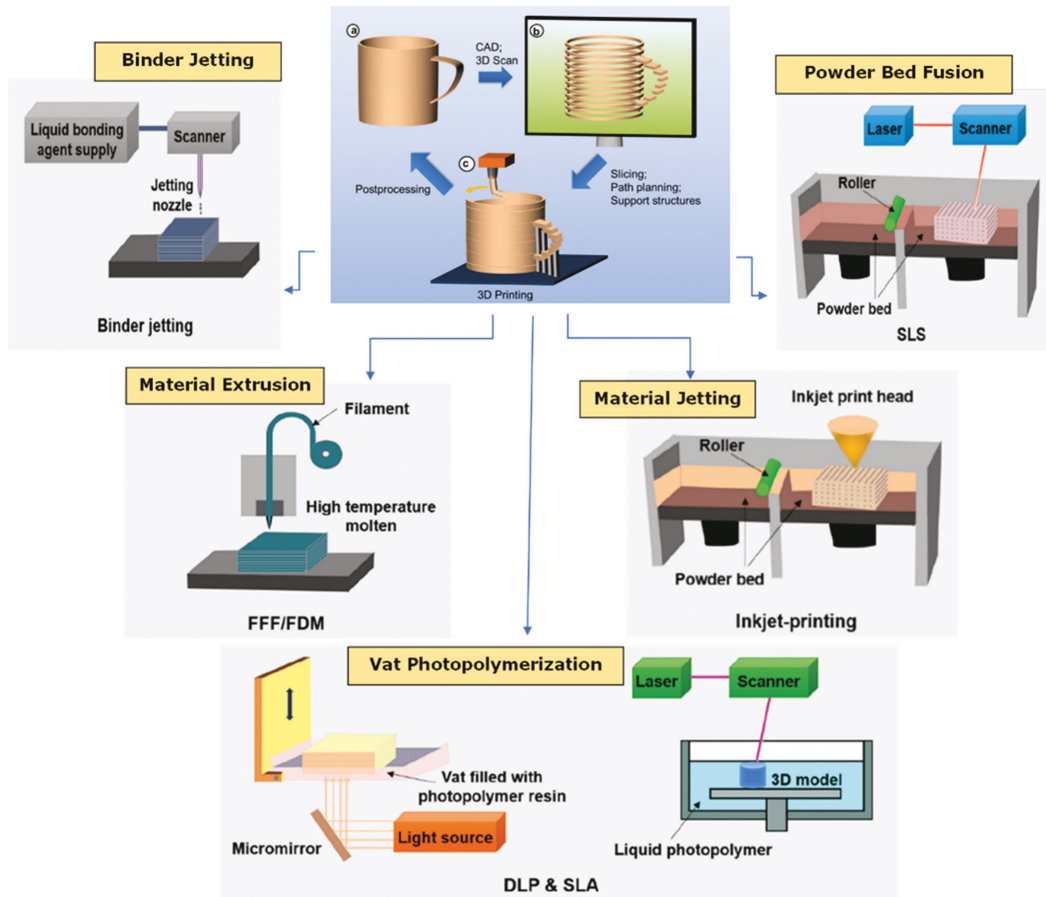 Binder Jetting
Liquid bonding
agent supply
Scanner
Jetting
nozzle
Binder jetting
a
CAD;
3D Scan
b
Postprocessing
c
Slicing;
Path planning;
Support structures
3D Printing
Powder Bed Fusion
Laser
Scanner
Roller
Powder bed
SLS
Material Extrusion
Filament
High temperature
molten
FFF/FDM
Material Jetting
Inkjet print head
Roller
Powder bed
Inkjet-printing
Vat Photopolymerization
Vat filled with
photopolymer resin
Micromirror
Light source
Laser
Scanner
3D model
Liquid photopolymer
DLP & SLA